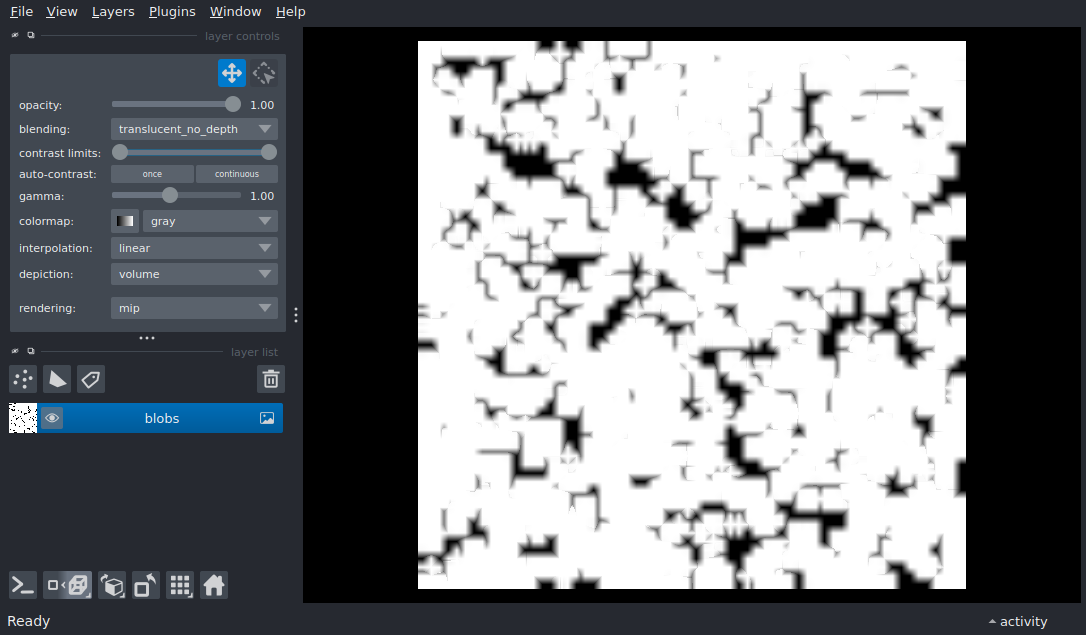 File View Layers Plugins Window Help
layer controls
opacity: 1.00
blending: translucent_no_depth
contrast limits:
auto-contrast: once continuous
gamma: 1.00
colormap: gray
interpolation: linear
depiction: volume
rendering: mip
layer list
blobs
Ready
activity